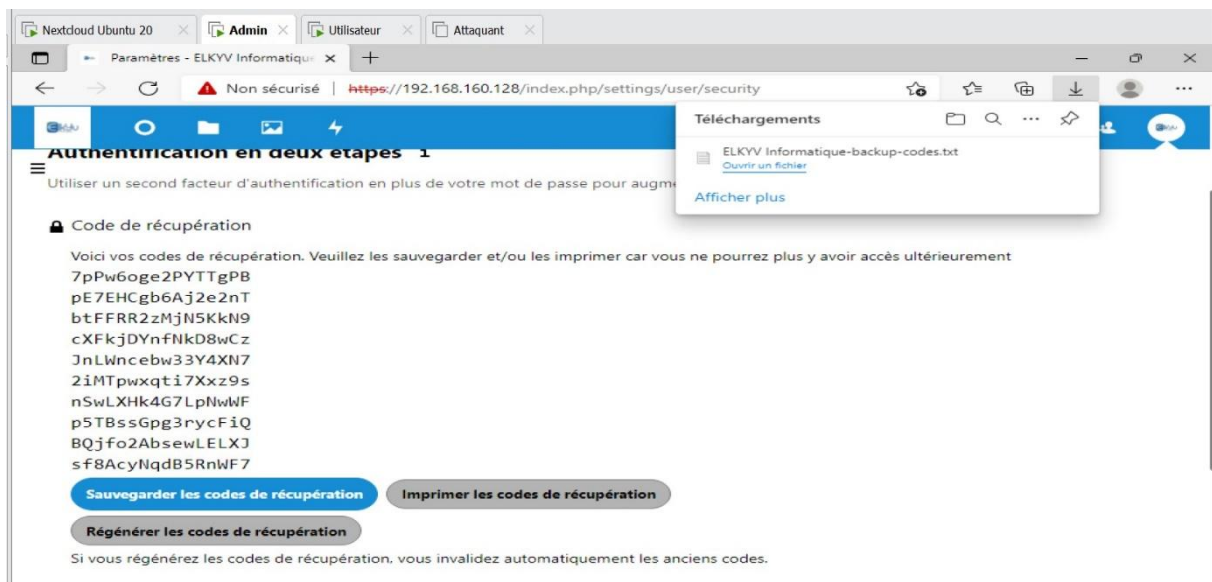 Nextcloud Ubuntu 20 Admin Utilisateur Attaquant
Paramètres - ELKYV Informatiqu
Non sécurisé | https://192.168.160.128/index.php/settings/user/security
Téléchargements
ELKYV Informatique-backup-codes.txt
Ouvrir un fichier
Afficher plus
Authentification en deux étapes i
Utiliser un second facteur d'authentification en plus de votre mot de passe pour augme
Code de récupération
Voici vos codes de récupération. Veuillez les sauvegarder et/ou les imprimer car vous ne pourrez plus y avoir accès ultérieurement
7pPw6oge2PYTTgPB
pE7EHCgb6Aj2e2nT
btFFRR2zMjN5KkN9
cXFkjDYnfNkD8wCz
JnLWncebw33Y4XN7
2iMTpwxqti7Xxz9s
nSwLXHk4G7LpNwWF
p5TBssGpg3rycFiQ
BQjfo2AbsewLELXJ
sf8AcyNqdB5RnWF7
Sauvegarder les codes de récupération Imprimer les codes de récupération
Régénérer les codes de récupération
Si vous régénérez les codes de récupération, vous invalidez automatiquement les anciens codes.